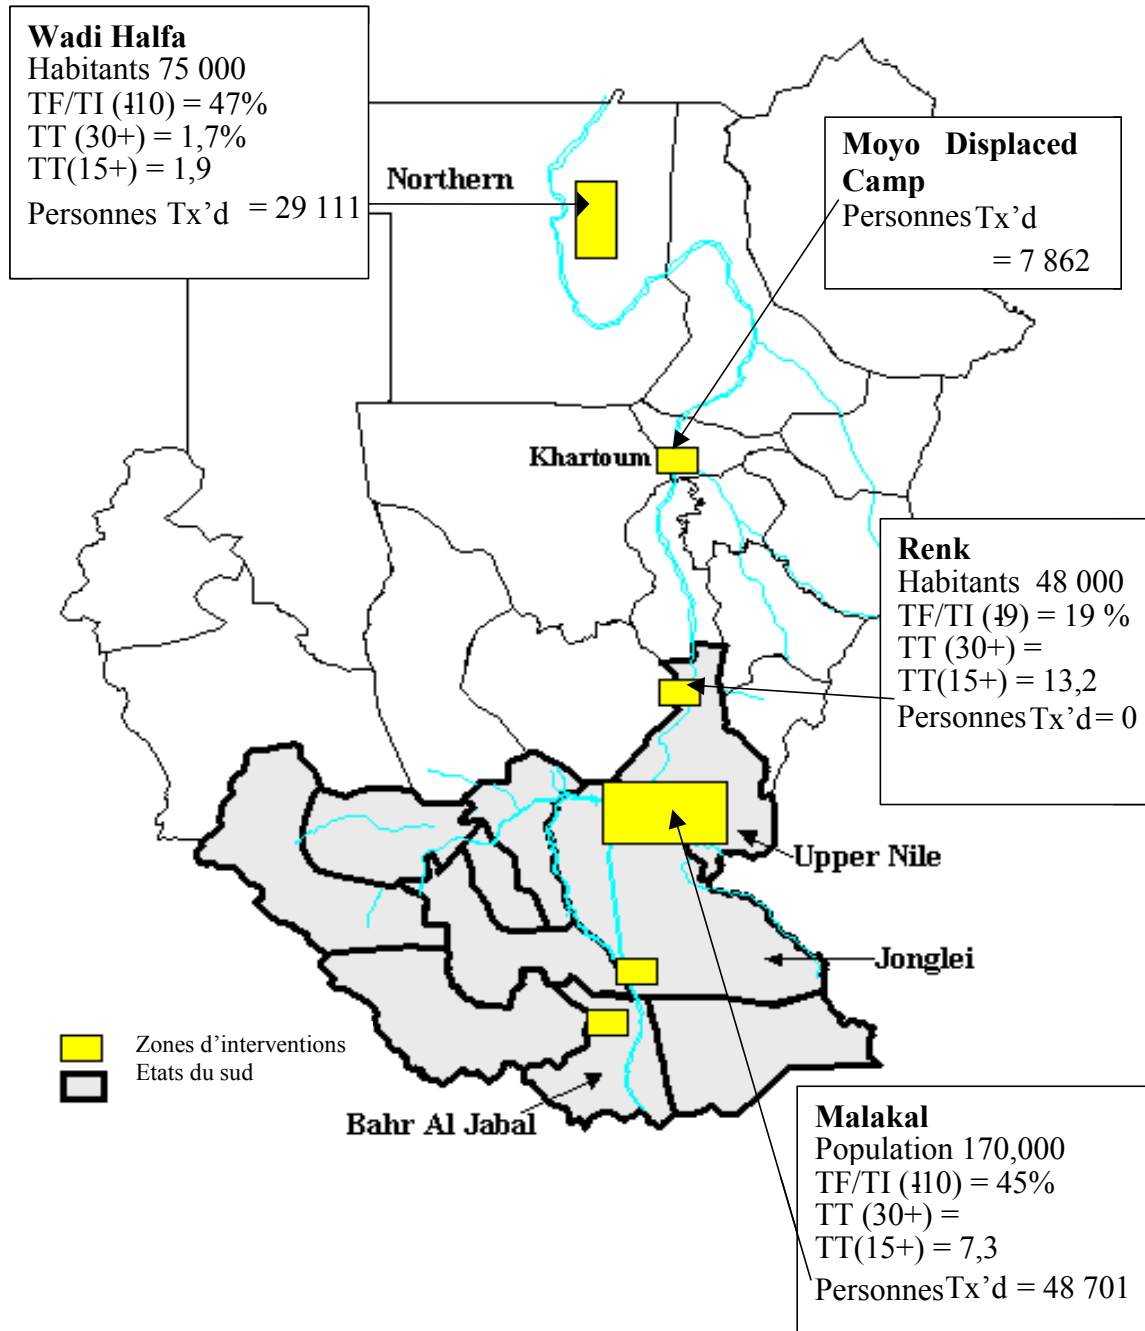 Wadi Halfa
Habitants 75 000
TF/TI (1-10) = 47%
TT (30+) = 1,7%
TT(15+) = 1,9
Personnes Tx’d = 29 111
Northern
Moyo Displaced
Camp
Personnes Tx’d
= 7 862
Khartoum
Renk
Habitants 48 000
TF/TI (1-9) = 19 %
TT (30+) =
TT(15+) = 13,2
Personnes Tx’d = 0
Upper Nile
Jonglei
Zones d’interventions
Etats du sud
Bahr Al Jabal
Malakal
Population 170,000
TF/TI (1-10) = 45%
TT (30+) =
TT(15+) = 7,3
Personnes Tx’d = 48 701